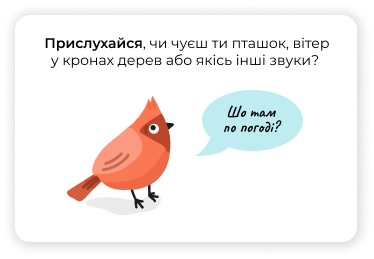 Прислухайся, чи чуєш ти пташок, вітер
у кронах дерев або якісь інші звуки?
Шо там
по погоді?